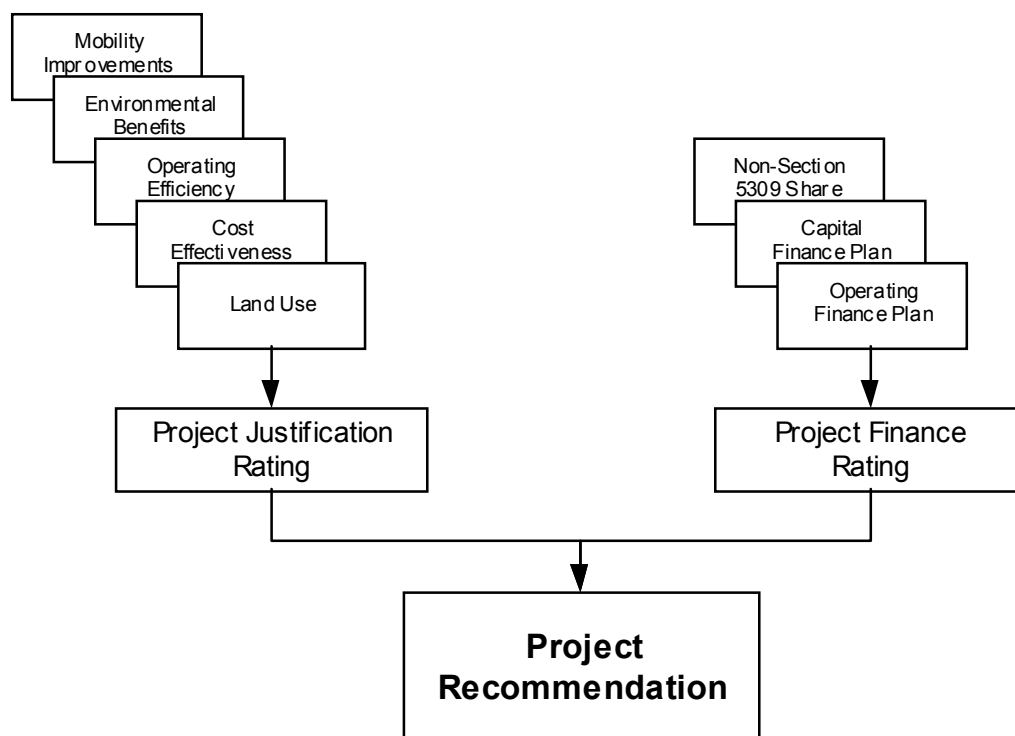 Mobility
Improvements
Environmental
Benefits
Operating
Efficiency
Cost
Effectiveness
Land Use
Non-Section
5309 Share
Capital
Finance Plan
Operating
Finance Plan
Project Justification
Rating
Project Finance
Rating
Project
Recommendation